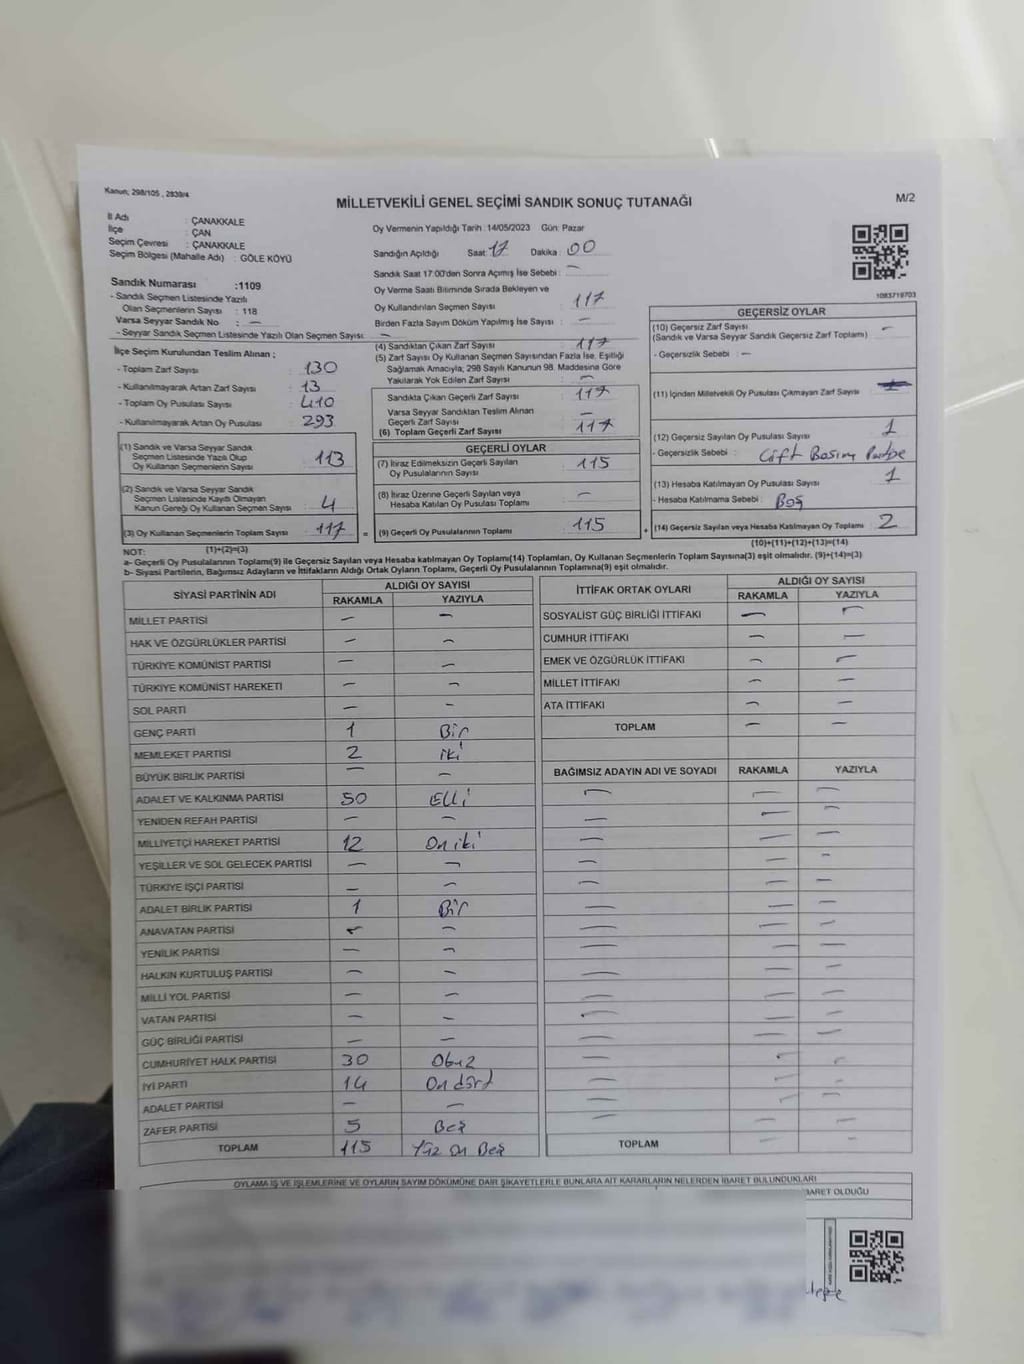 Kanun; 298/105 , 2839/4
MİLLETVEKİLİ GENEL SEÇİMİ SANDIK SONUÇ TUTANAĞI
M/2
İl Adı : ÇANAKKALE
İlçe : ÇAN
Seçim Çevresi : ÇANAKKALE
Seçim Bölgesi (Mahalle Adı) : GÖLE KÖYÜ
Sandık Numarası :1109
- Sandık Seçmen Listesinde Yazılı
Olan Seçmenlerin Sayısı : 118
Varsa Seyyar Sandık No : —
- Seyyar Sandık Seçmen Listesinde Yazılı Olan Seçmen Sayısı: —
Oy Vermenin Yapıldığı Tarih :14/05/2023 Gün: Pazar
Sandığın Açıldığı Saat: 17 Dakika : 00
Sandık Saat 17:00'den Sonra Açımış İse Sebebi : —
Oy Verme Saati Bitiminde Sırada Bekleyen ve
Oy Kullandırılan Seçmen Sayısı : 117
Birden Fazla Sayım Döküm Yapılmış İse Sayısı : —
1083719703
İlçe Seçim Kurulundan Teslim Alınan ;
- Toplam Zarf Sayısı : 130
- Kullanılmayarak Artan Zarf Sayısı : 13
- Toplam Oy Pusulası Sayısı : 410
- Kullanılmayarak Artan Oy Pusulası : 293
(1) Sandık ve Varsa Seyyar Sandık
Seçmen Listesinde Yazılı Olup
Oy Kullanan Seçmenlerin Sayısı : 113
(2) Sandık ve Varsa Seyyar Sandık
Seçmen Listesinde Kayıtlı Olmayan
Kanun Gereği Oy Kullanan Seçmen Sayısı : 4
(3) Oy Kullanan Seçmenlerin Toplam Sayısı : 117
(1)+(2)=(3)
(4) Sandıktan Çıkan Zarf Sayısı : 117
(5) Zarf Sayısı Oy Kullanan Seçmen Sayısından Fazla İse, Eşitliği
Sağlamak Amacıyla; 298 Sayılı Kanunun 98. Maddesine Göre
Yakılarak Yok Edilen Zarf Sayısı : —
Sandıkta Çıkan Geçerli Zarf Sayısı : 117
Varsa Seyyar Sandıktan Teslim Alınan
Geçerli Zarf Sayısı : —
(6) Toplam Geçerli Zarf Sayısı : 117
GEÇERLİ OYLAR
(7) İtiraz Edilmeksizin Geçerli Sayılan
Oy Pusulalarının Sayısı : 115
(8) İtiraz Üzerine Geçerli Sayılan veya
Hesaba Katılan Oy Pusulası Toplamı : —
= (9) Geçerli Oy Pusulalarının Toplamı : 115
GEÇERSİZ OYLAR
(10) Geçersiz Zarf Sayısı : —
(Sandık ve Varsa Seyyar Sandık Geçersiz Zarf Toplamı)
- Geçersizlik Sebebi : —
(11) İçinden Milletvekili Oy Pusulası Çıkmayan Zarf Sayısı :
(12) Geçersiz Sayılan Oy Pusulası Sayısı : 1
- Geçersizlik Sebebi : Çift Basım
(13) Hesaba Katılmayan Oy Pusulası Sayısı : 1
- Hesaba Katılmama Sebebi : Boş
+ (14) Geçersiz Sayılan veya Hesaba Katılmayan Oy Toplamı : 2
(10)+(11)+(12)+(13)=(14)
NOT:
a- Geçerli Oy Pusulalarının Toplamı(9) ile Geçersiz Sayılan veya Hesaba katılmayan Oy Toplamı(14) Toplamları, Oy Kullanan Seçmenlerin Toplam Sayısına(3) eşit olmalıdır. (9)+(14)=(3)
b- Siyasi Partilerin, Bağımsız Adayların ve İttifakların Aldığı Ortak Oyların Toplamı, Geçerli Oy Pusulalarının Toplamına(9) eşit olmalıdır.
SİYASİ PARTİNİN ADI ALDIĞI OY SAYISI
RAKAMLA YAZIYLA
MİLLET PARTİSİ — —
HAK VE ÖZGÜRLÜKLER PARTİSİ — —
TÜRKİYE KOMÜNİST PARTİSİ — —
TÜRKİYE KOMÜNİST HAREKETİ — —
SOL PARTİ — —
GENÇ PARTİ 1 Bir
MEMLEKET PARTİSİ 2 iki
BÜYÜK BİRLİK PARTİSİ — —
ADALET VE KALKINMA PARTİSİ 50 Elli
YENİDEN REFAH PARTİSİ — —
MİLLİYETÇİ HAREKET PARTİSİ 12 On iki
YEŞİLLER VE SOL GELECEK PARTİSİ — —
TÜRKİYE İŞÇİ PARTİSİ — —
ADALET BİRLİK PARTİSİ 1 Bir
ANAVATAN PARTİSİ — —
YENİLİK PARTİSİ — —
HALKIN KURTULUŞ PARTİSİ — —
MİLLİ YOL PARTİSİ — —
VATAN PARTİSİ — —
GÜÇ BİRLİĞİ PARTİSİ — —
CUMHURİYET HALK PARTİSİ 30 Otuz
İYİ PARTİ 14 On dört
ADALET PARTİSİ — —
ZAFER PARTİSİ 5 Beş
TOPLAM 115 Yüz On Beş
İTTİFAK ORTAK OYLARI ALDIĞI OY SAYISI
RAKAMLA YAZIYLA
SOSYALİST GÜÇ BİRLİĞİ İTTİFAKI — —
CUMHUR İTTİFAKI — —
EMEK VE ÖZGÜRLÜK İTTİFAKI — —
MİLLET İTTİFAKI — —
ATA İTTİFAKI — —
TOPLAM — —
BAĞIMSIZ ADAYIN ADI VE SOYADI RAKAMLA YAZIYLA
TOPLAM — —
OYLAMA İŞ VE İŞLEMLERİNE VE OYLARIN SAYIM DÖKÜMÜNE DAİR ŞİKAYETLERLE BUNLARA AİT KARARLARIN NELERDEN İBARET BULUNDUKLARI
BARET OLDUĞU